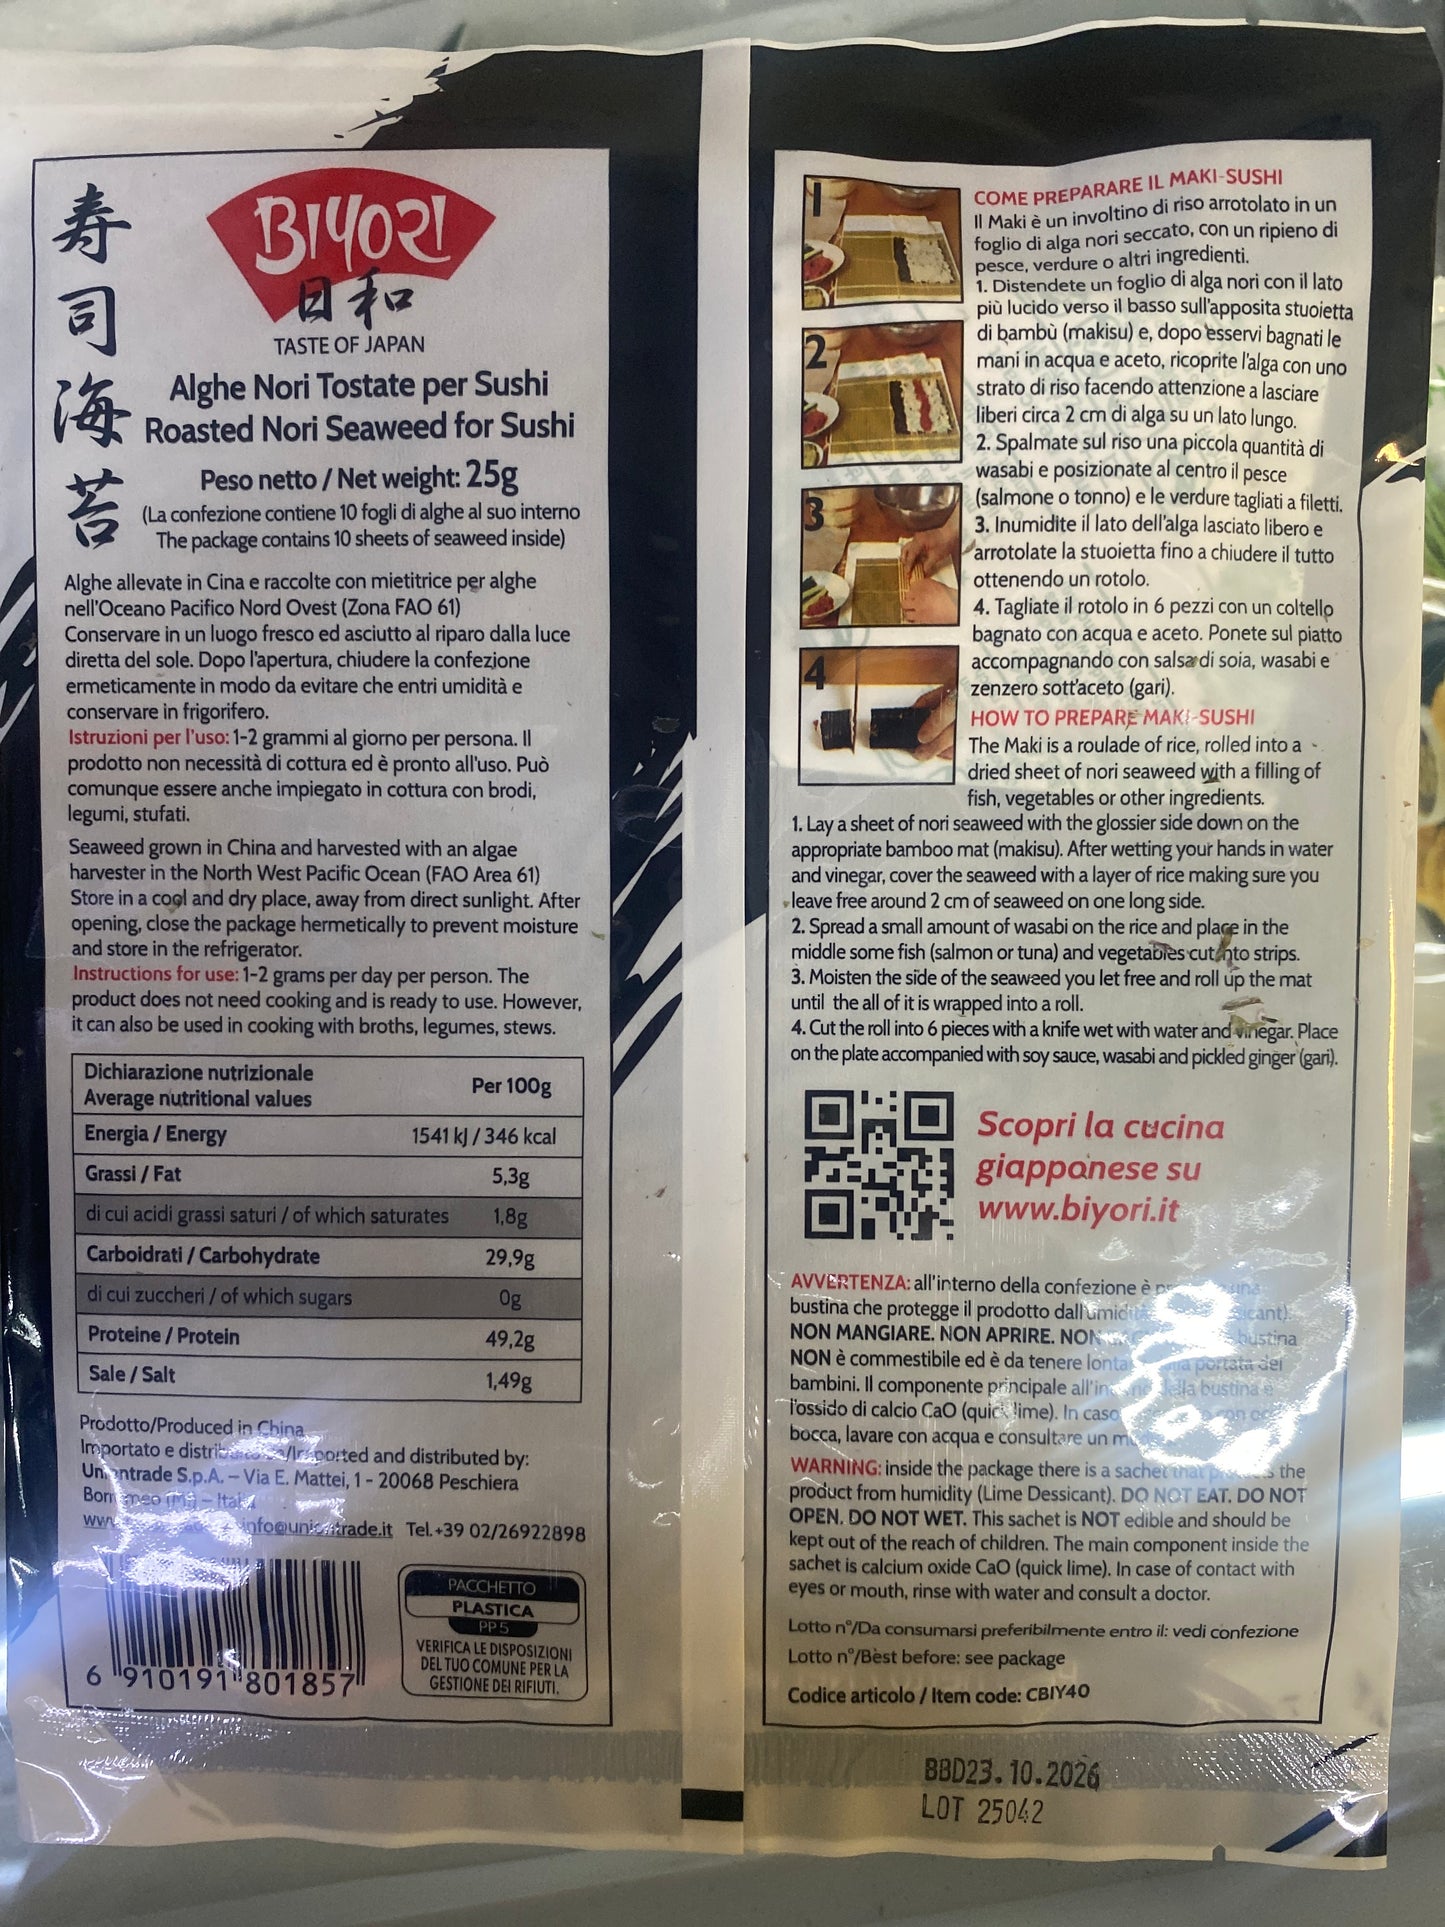 寿司海苔
BIYORI
日和
TASTE OF JAPAN
Alghe Nori Tostate per Sushi
Roasted Nori Seaweed for Sushi
Peso netto / Net weight: 25g
(La confezione contiene 10 fogli di alghe al suo interno
The package contains 10 sheets of seaweed inside)
Alghe allevate in Cina e raccolte con mietitrice per alghe
nell'Oceano Pacifico Nord Ovest (Zona FAO 61)
Conservare in un luogo fresco ed asciutto al riparo dalla luce
diretta del sole. Dopo l'apertura, chiudere la confezione
ermeticamente in modo da evitare che entri umidità e
conservare in frigorifero.
Istruzioni per l'uso: 1-2 grammi al giorno per persona. Il
prodotto non necessità di cottura ed è pronto all'uso. Può
comunque essere anche impiegato in cottura con brodi,
legumi, stufati.
Seaweed grown in China and harvested with an algae
harvester in the North West Pacific Ocean (FAO Area 61)
Store in a cool and dry place, away from direct sunlight. After
opening, close the package hermetically to prevent moisture
and store in the refrigerator.
Instructions for use: 1-2 grams per day per person. The
product does not need cooking and is ready to use. However,
it can also be used in cooking with broths, legumes, stews.
Dichiarazione nutrizionale
Average nutritional values
Per 100g
Energia / Energy 1541 kJ / 346 kcal
Grassi / Fat 5,3g
di cui acidi grassi saturi / of which saturates 1,8g
Carboidrati / Carbohydrate 29,9g
di cui zuccheri / of which sugars 0g
Proteine / Protein 49,2g
Sale / Salt 1,49g
Prodotto/Produced in China
Importato e distribuito da/Imported and distributed by:
Uniontrade S.p.A. – Via E. Mattei, 1 - 20068 Peschiera
Borromeo (MI) – Italia
info@uniontrade.it Tel.+39 02/26922898
6 910191 801857
PACCHETTO
PLASTICA
PP 5
VERIFICA LE DISPOSIZIONI
DEL TUO COMUNE PER LA
GESTIONE DEI RIFIUTI.
1
2
3
4
COME PREPARARE IL MAKI-SUSHI
Il Maki è un involtino di riso arrotolato in un
foglio di alga nori seccato, con un ripieno di
pesce, verdure o altri ingredienti.
1. Distendete un foglio di alga nori con il lato
più lucido verso il basso sull'apposita stuoietta
di bambù (makisu) e, dopo esservi bagnati le
mani in acqua e aceto, ricoprite l'alga con uno
strato di riso facendo attenzione a lasciare
liberi circa 2 cm di alga su un lato lungo.
2. Spalmate sul riso una piccola quantità di
wasabi e posizionate al centro il pesce
(salmone o tonno) e le verdure tagliati a filetti.
3. Inumidite il lato dell'alga lasciato libero e
arrotolate la stuoietta fino a chiudere il tutto
ottenendo un rotolo.
4. Tagliate il rotolo in 6 pezzi con un coltello
bagnato con acqua e aceto. Ponete sul piatto
accompagnando con salsa di soia, wasabi e
zenzero sott'aceto (gari).
HOW TO PREPARE MAKI-SUSHI
The Maki is a roulade of rice, rolled into a
dried sheet of nori seaweed with a filling of
fish, vegetables or other ingredients.
1. Lay a sheet of nori seaweed with the glossier side down on the
appropriate bamboo mat (makisu). After wetting your hands in water
and vinegar, cover the seaweed with a layer of rice making sure you
leave free around 2 cm of seaweed on one long side.
2. Spread a small amount of wasabi on the rice and place in the
middle some fish (salmon or tuna) and vegetables cut into strips.
3. Moisten the side of the seaweed you let free and roll up the mat
until the all of it is wrapped into a roll.
4. Cut the roll into 6 pieces with a knife wet with water and vinegar. Place
on the plate accompanied with soy sauce, wasabi and pickled ginger (gari).
Scopri la cucina
giapponese su
www.biyori.it
AVVERTENZA: all'interno della confezione è una
bustina che protegge il prodotto dall'umidità
NON MANGIARE. NON APRIRE. NON bustina
NON è commestibile ed è da tenere lontano dalla portata dei
bambini. Il componente principale all'interno della bustina è
l'ossido di calcio CaO (quick lime). In caso con
bocca, lavare con acqua e consultare un
WARNING: inside the package there is a sachet that protects the
product from humidity (Lime Dessicant). DO NOT EAT. DO NOT
OPEN. DO NOT WET. This sachet is NOT edible and should be
kept out of the reach of children. The main component inside the
sachet is calcium oxide CaO (quick lime). In case of contact with
eyes or mouth, rinse with water and consult a doctor.
Lotto n°/Da consumarsi preferibilmente entro il: vedi confezione
Lotto n°/Best before: see package
Codice articolo / Item code: CBIY40
BBD23.10.2026
LOT 25042